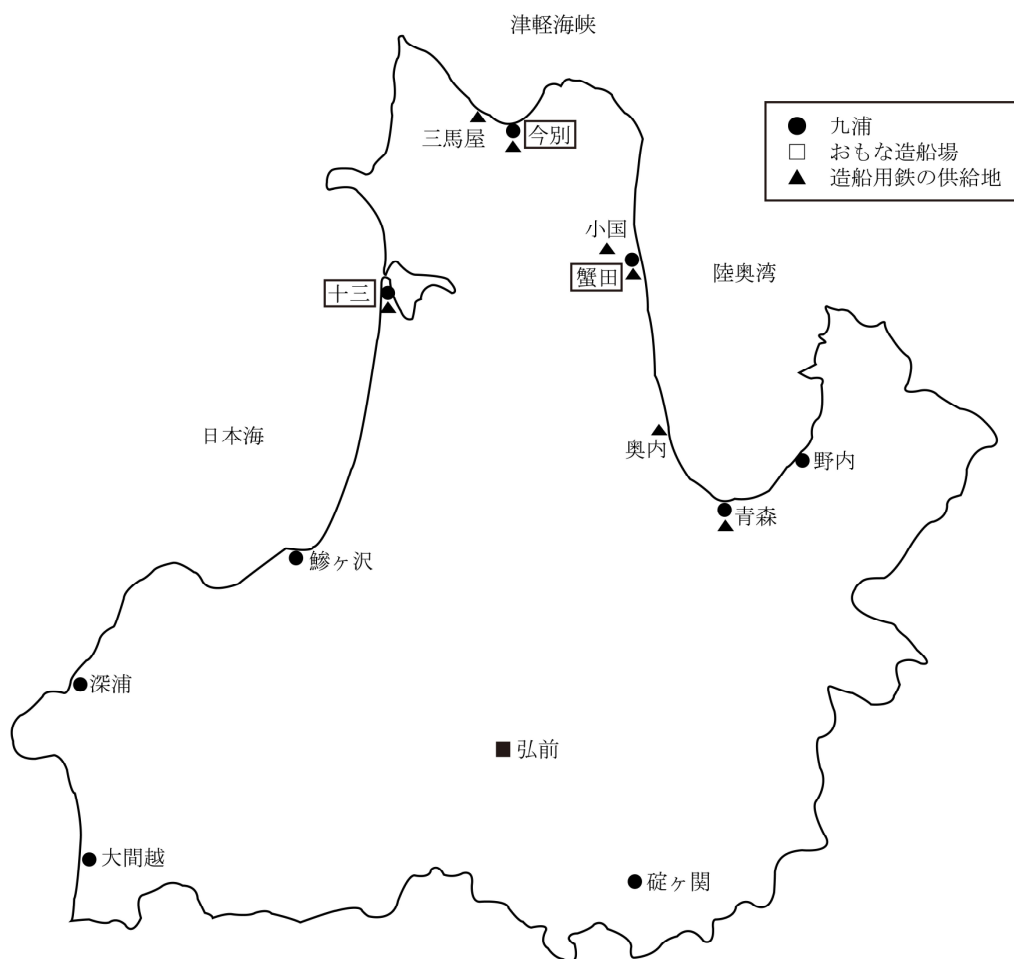 津軽海峡
九浦
おもな造船場
造船用鉄の供給地
三馬屋
今別
小国
蟹田
陸奥湾
十三
日本海
奥内
野内
青森
鰺ヶ沢
深浦
弘前
大間越
碇ヶ関